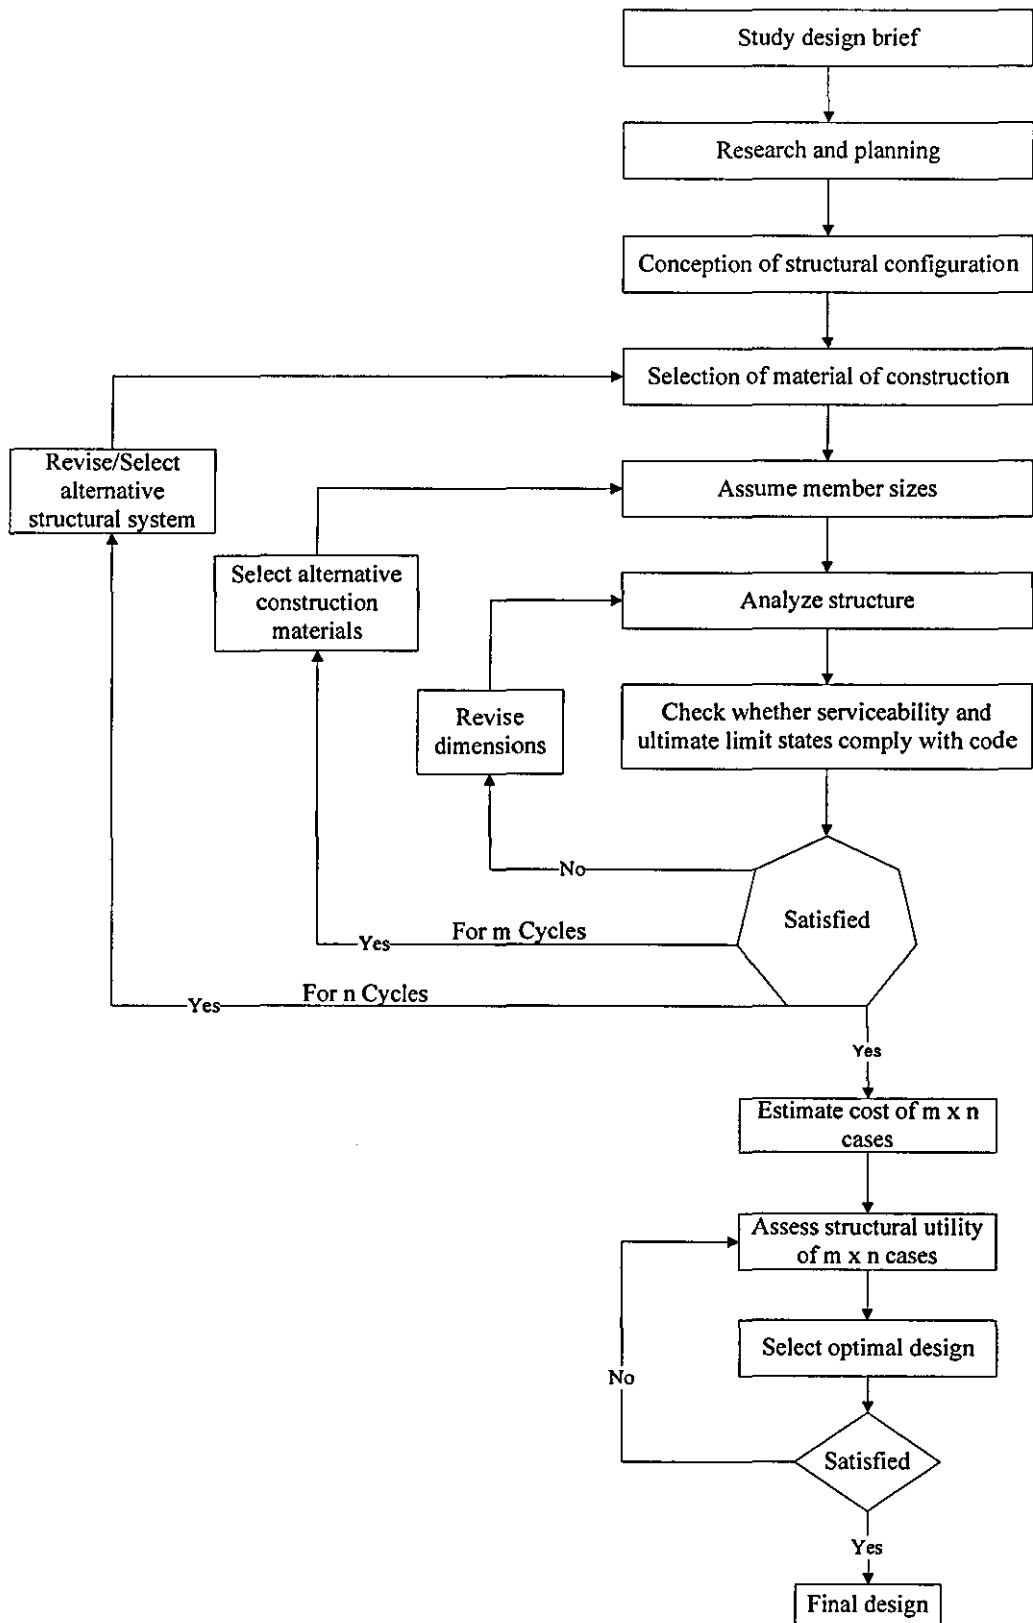 Study design brief
Research and planning
Conception of structural configuration
Selection of material of construction
Revise/Select
alternative
structural system
Assume member sizes
Select alternative
construction
materials
Analyze structure
Revise
dimensions
Check whether serviceability and
ultimate limit states comply with code
No
Satisfied
Yes
For m Cycles
Yes
For n Cycles
Yes
Estimate cost of m x n
cases
Assess structural utility
of m x n cases
Select optimal design
No
Satisfied
Yes
Final design